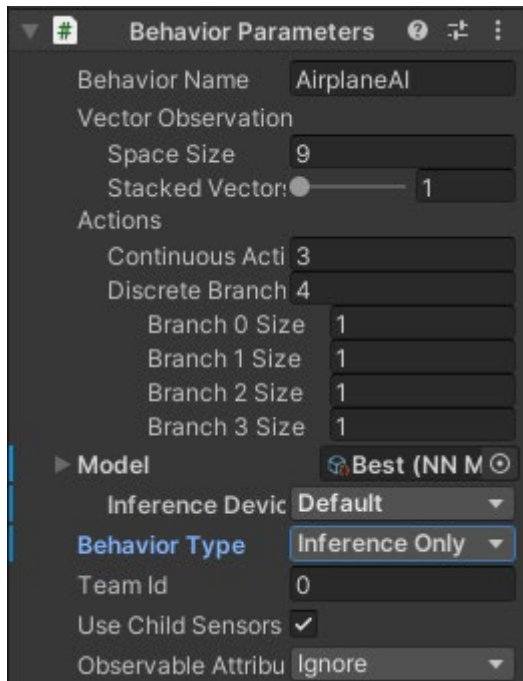 # Behavior Parameters
Behavior Name AirplaneAI
Vector Observation
Space Size 9
Stacked Vector: 1
Actions
Continuous Acti 3
Discrete Branch 4
Branch 0 Size 1
Branch 1 Size 1
Branch 2 Size 1
Branch 3 Size 1
Model Best (NN M
Inference Devic Default
Behavior Type Inference Only
Team Id 0
Use Child Sensors
Observable Attribu Ignore